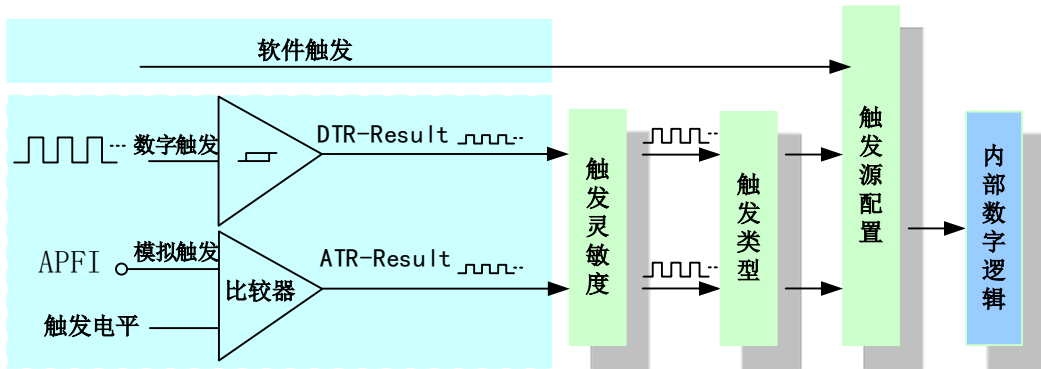 软件触发
数字触发
DTR-Result
APFI
模拟触发
比较器
ATR-Result
触发电平
触发灵敏度
触发类型
触发源配置
内部数字逻辑